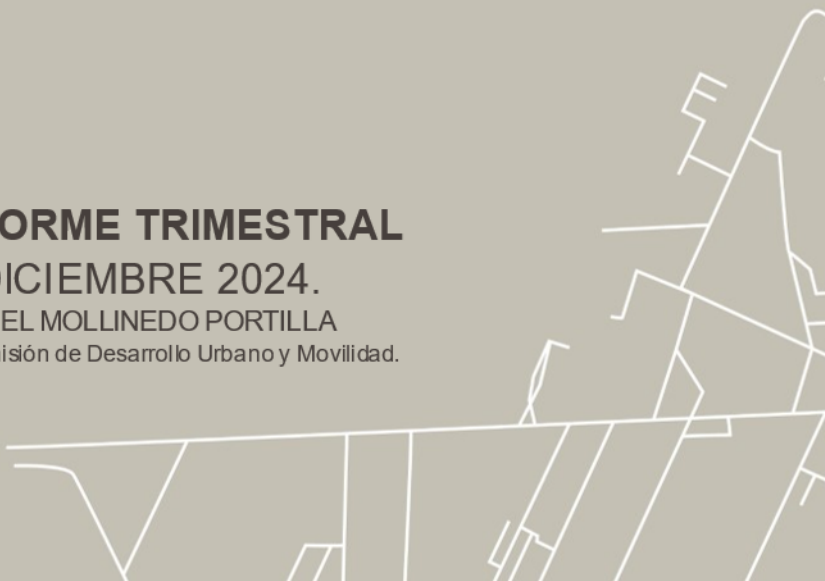 ORME TRIMESTRAL
DICIEMBRE 2024.
EL MOLLINEDO PORTILLA
isión de Desarrollo Urbano y Movilidad.